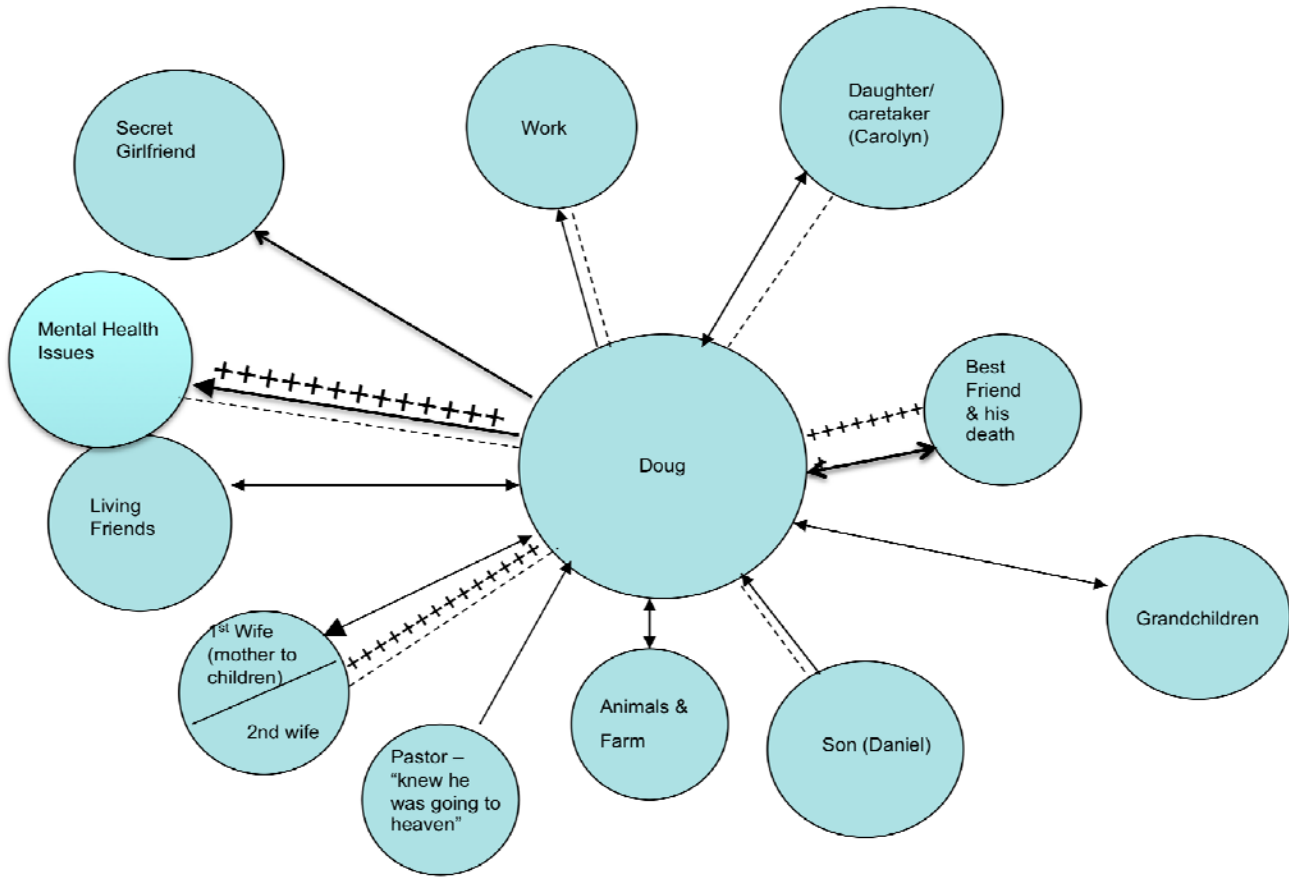 Secret
Girlfriend
Work
Daughter/
caretaker
(Carolyn)
Mental Health
Issues
Best
Friend
& his
death
Doug
Living
Friends
Grandchildren
1st Wife
(mother to
children)
2nd wife
Pastor –
“knew he
was going to
heaven”
Animals &
Farm
Son (Daniel)